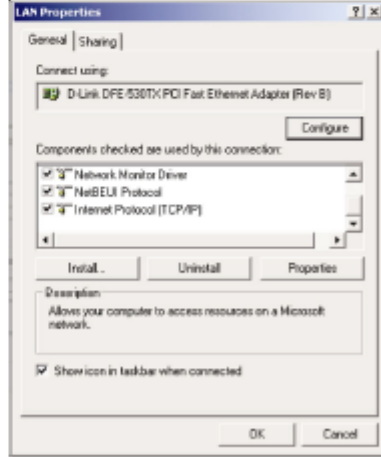 LAN Properties
General
Sharing
Connect using:
D-Link DFE-530TX PCI Fast Ethernet Adapter (Rev B)
Configure
Components checked are used by this connection:
Network Monitor Driver
NetBEUI Protocol
Internet Protocol (TCP/IP)
Install...
Uninstall
Properties
Description
Allows your computer to access resources on a Microsoft
network.
Show icon in taskbar when connected
OK
Cancel